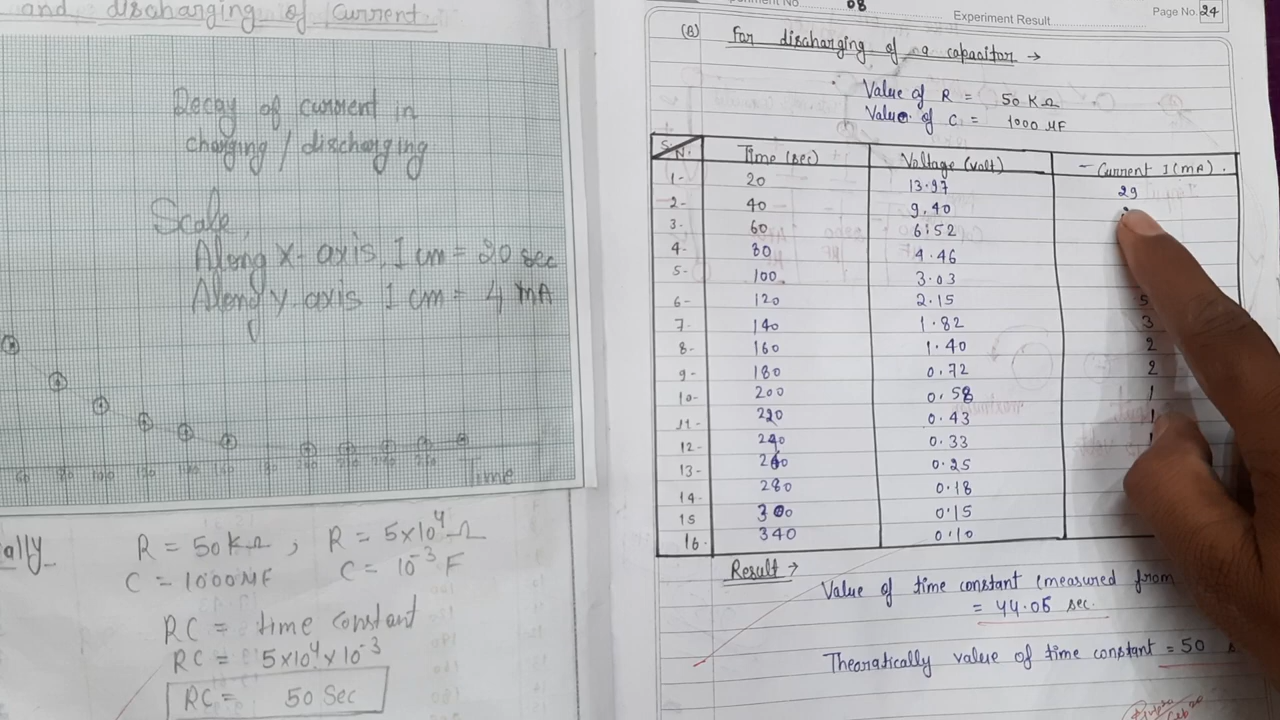 and discharging of current
Decay of current in
charging / discharging
Scale
Along x-axis, 1 cm = 20 sec
Along y-axis 1 cm = 4 mA
Time
R = 50 KΩ ; R = 5×10⁴ Ω
C = 1000 MF C = 10⁻³ F
RC = time constant
RC = 5×10⁴×10⁻³
RC = 50 Sec
08
Experiment Result
Page No. 24
(B) For discharging of a capacitor →
Value of R = 50 KΩ
Value of C = 1000 MF
S.N. Time (sec) Voltage (volt) - Current I (mA).
1- 20 13.97 29
2- 40 9.40
3- 60 6.52
4- 80 4.46
5- 100 3.03
6- 120 2.15 5
7- 140 1.82 3
8- 160 1.40 2
9- 180 0.72 2
10- 200 0.58 1
11- 220 0.43 1
12- 240 0.33 1
13- 260 0.25
14- 280 0.18
15 300 0.15
16- 340 0.10
Result →
Value of time constant (measured from
= 44.05 sec.
Theoratically value of time constant = 50